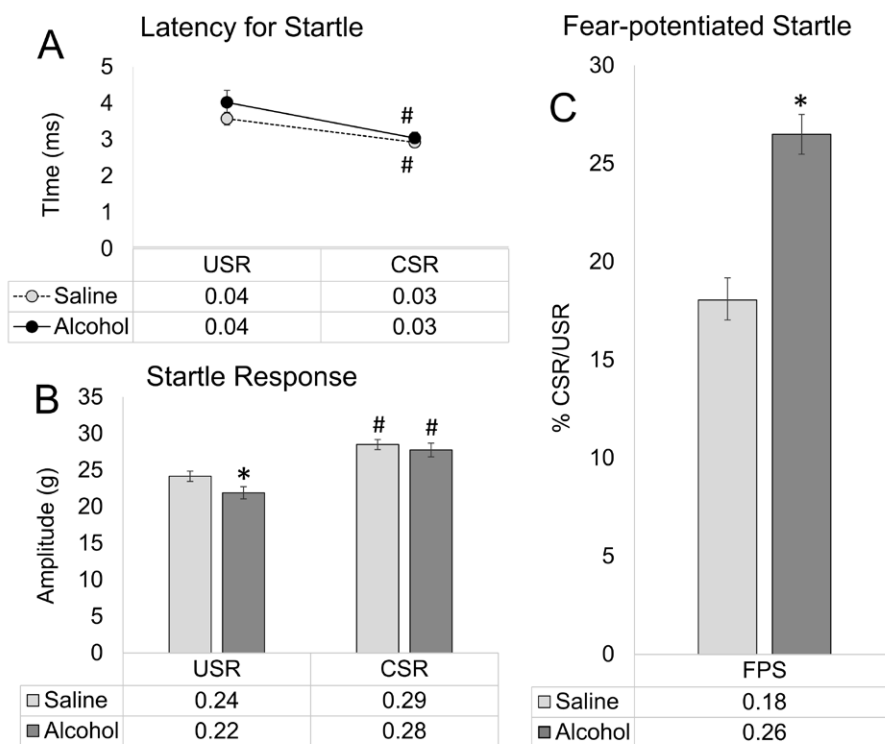 A
Latency for Startle
5
4
3
2
1
0
TIme (ms)
#
#
USR CSR
Saline 0.04 0.03
Alcohol 0.04 0.03
B
Startle Response
35
30
25
20
15
10
5
0
Amplitude (g)
*
#
#
USR CSR
Saline 0.24 0.29
Alcohol 0.22 0.28
Fear-potentiated Startle
C
30
25
20
15
10
5
0
% CSR/USR
*
FPS
Saline 0.18
Alcohol 0.26